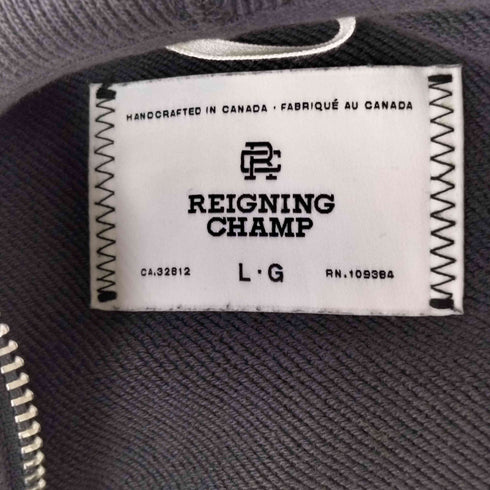 HANDCRAFTED IN CANADA · FABRIQUÉ AU CANADA
RC
REIGNING
CHAMP
CA.32812 L·G RN.109384